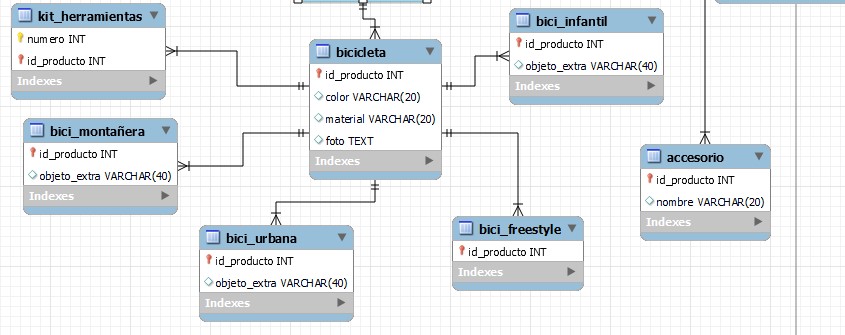 kit_herramientas
numero INT
id_producto INT
Indexes
bicicleta
id_producto INT
color VARCHAR(20)
material VARCHAR(20)
foto TEXT
Indexes
bici_infantil
id_producto INT
objeto_extra VARCHAR(40)
Indexes
bici_montañera
id_producto INT
objeto_extra VARCHAR(40)
Indexes
accesorio
id_producto INT
nombre VARCHAR(20)
Indexes
bici_urbana
id_producto INT
objeto_extra VARCHAR(40)
Indexes
bici_freestyle
id_producto INT
Indexes